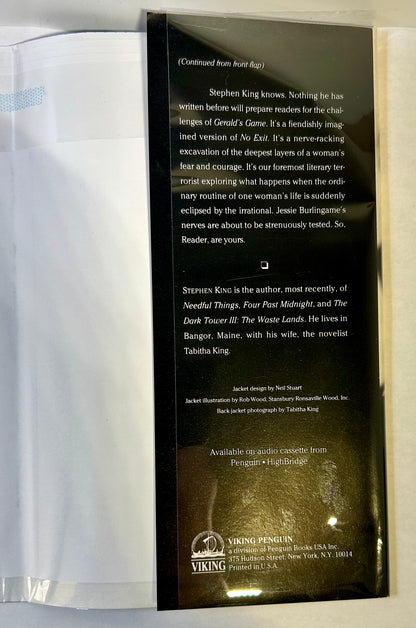 (Continued from front flap)
Stephen King knows. Nothing he has
written before will prepare readers for the chal-
lenges of Gerald's Game. It's a fiendishly imag-
ined version of No Exit. It's a nerve-racking
excavation of the deepest layers of a woman's
fear and courage. It's our foremost literary ter-
rorist exploring what happens when the ordi-
nary routine of one woman's life is suddenly
eclipsed by the irrational. Jessie Burlingame's
nerves are about to be strenuously tested. So,
Reader, are yours.
STEPHEN KING is the author, most recently, of
Needful Things, Four Past Midnight, and The
Dark Tower III: The Waste Lands. He lives in
Bangor, Maine, with his wife, the novelist
Tabitha King.
Jacket design by Neil Stuart
Jacket illustration by Rob Wood, Stansbury Ronsaville Wood, Inc.
Back jacket photograph by Tabitha King
Available on audio cassette from
Penguin • HighBridge
VIKING
VIKING PENGUIN
a division of Penguin Books USA Inc.
375 Hudson Street, New York, N.Y. 10014
Printed in U.S.A.